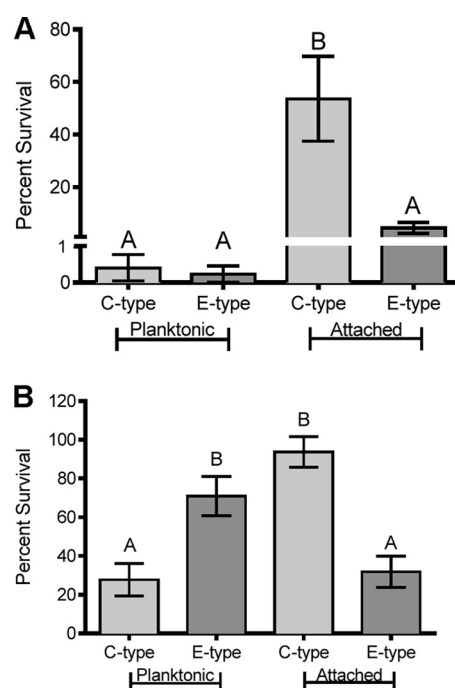 A
Percent Survival
80
60
40
20
1
0
A
A
B
A
C-type
E-type
C-type
E-type
Planktonic
Attached
B
Percent Survival
120
100
80
60
40
20
0
A
B
B
A
C-type
E-type
C-type
E-type
Planktonic
Attached